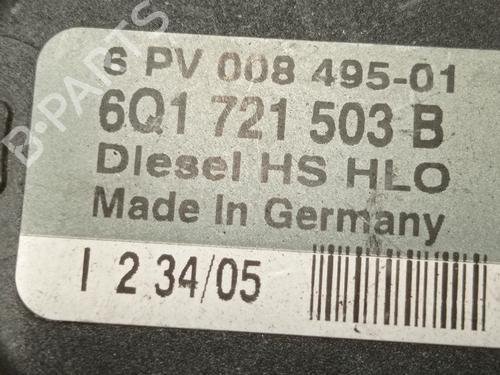 B-PARTS
6 PV 008 495-01
6Q1 721 503 B
Diesel HS HLO
Made in Germany
I 2 34/05